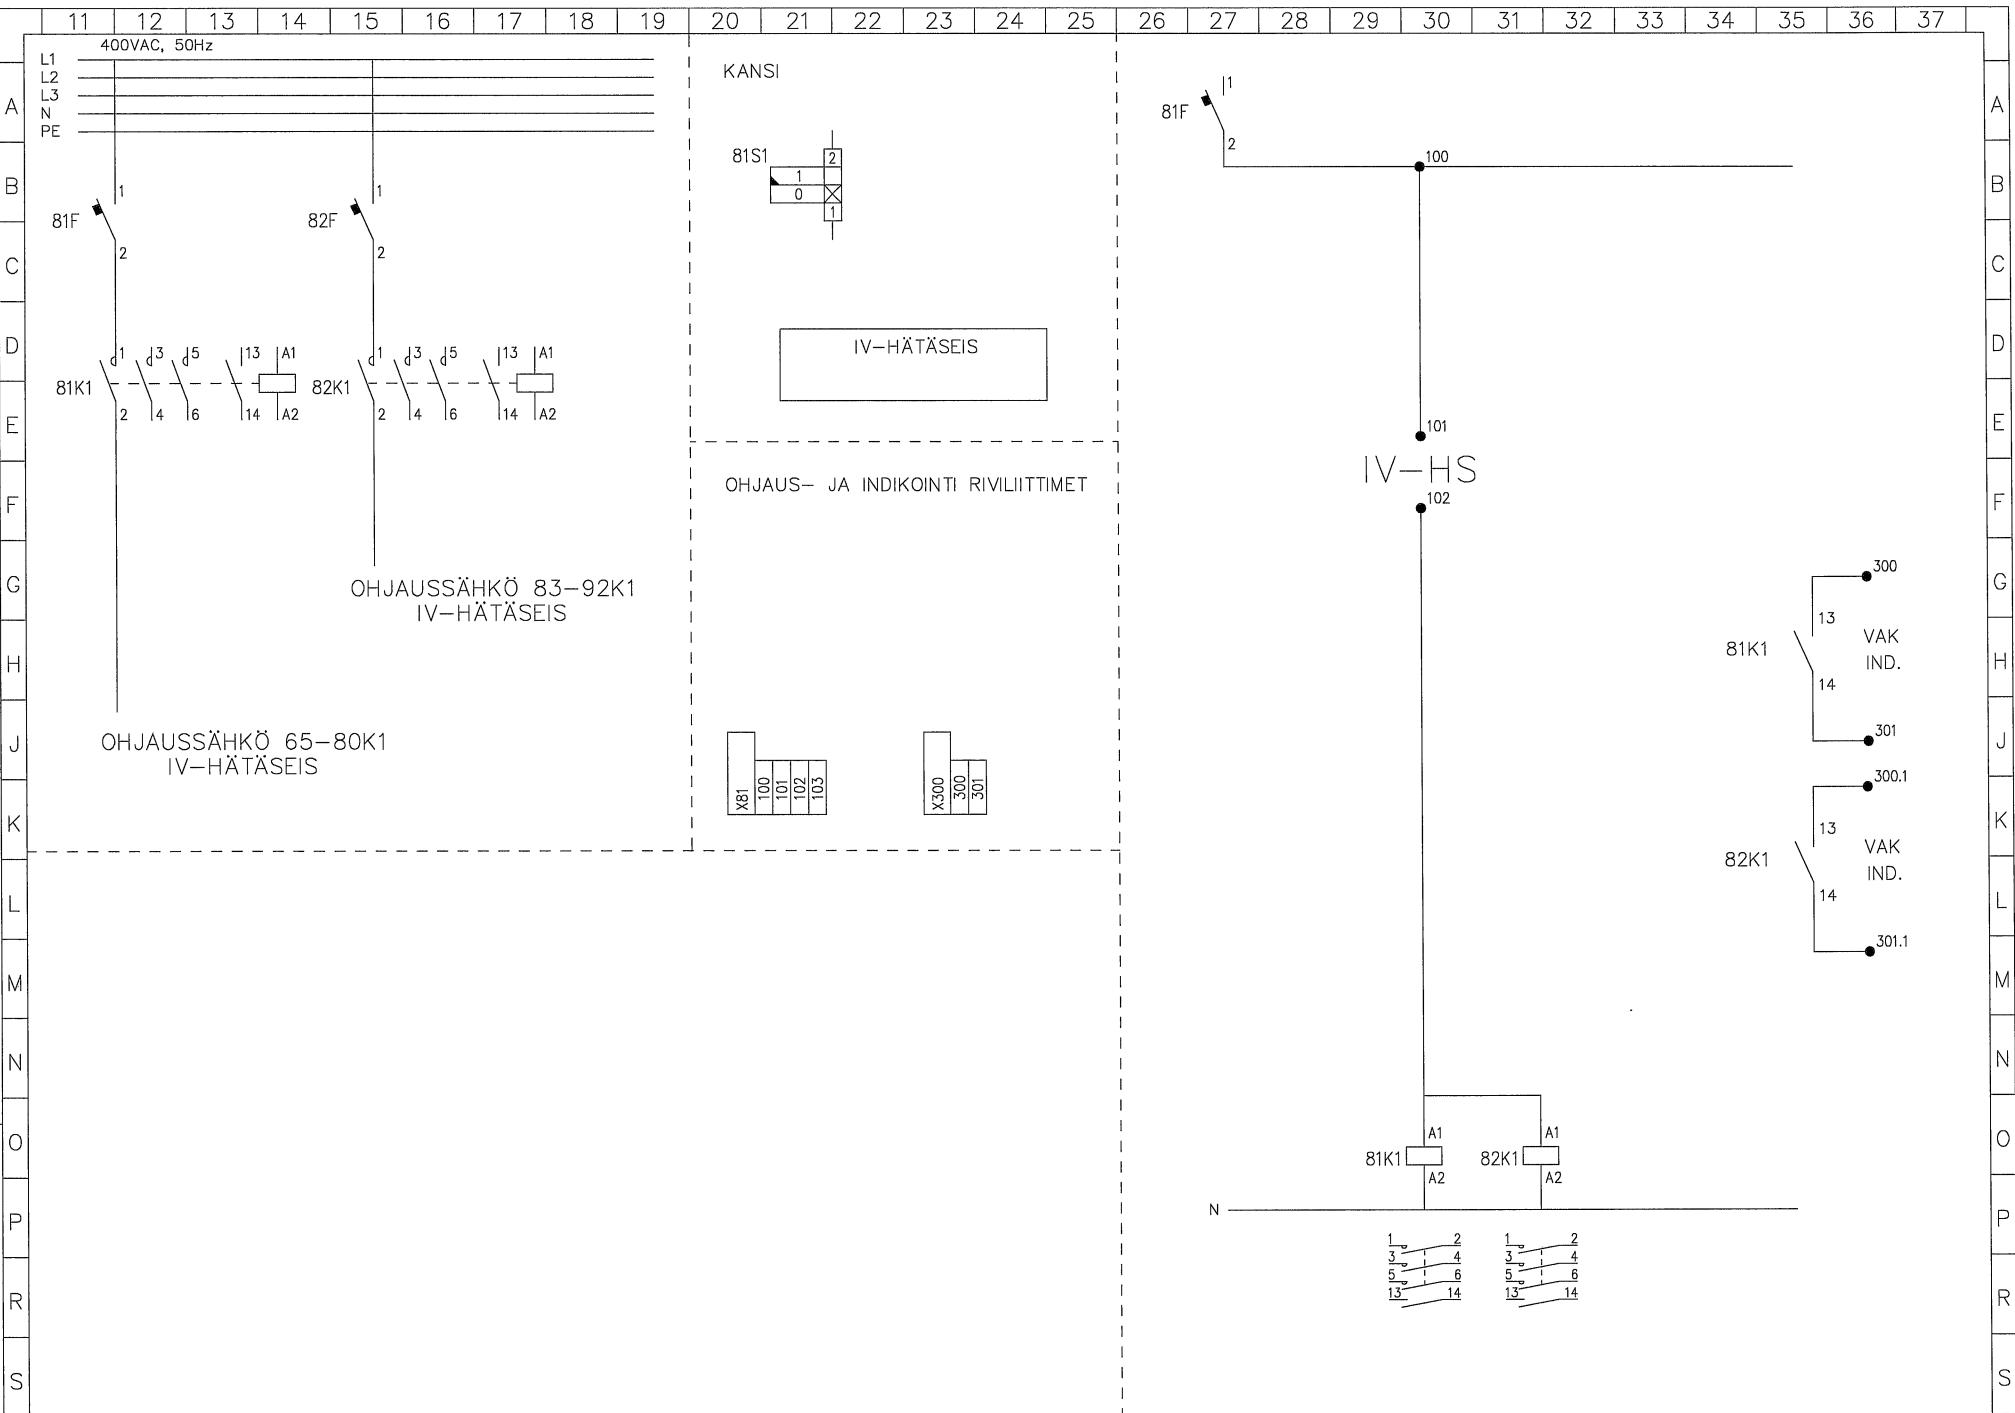 11 12 13 14 15 16 17 18 19 20 21 22 23 24 25 26 27 28 29 30 31 32 33 34 35 36 37
400VAC, 50Hz
L1
L2
L3
N
PE
A
B
C
D
E
F
G
H
J
K
L
M
N
O
P
R
S
1
81F
2
1
82F
2
81K1
1 3 5 13 A1
2 4 6 14 A2
82K1
1 3 5 13 A1
2 4 6 14 A2
OHJAUSSÄHKÖ 83-92K1
IV-HÄTÄSEIS
OHJAUSSÄHKÖ 65-80K1
IV-HÄTÄSEIS
KANSI
81S1
2
1
0
1
IV-HÄTÄSEIS
OHJAUS- JA INDIKOINTI RIVILIITTIMET
X81 100 101 102 103
X300 300 301
1
81F
2
100
101
IV-HS
102
300
13
81K1
VAK
IND.
14
301
300.1
13
82K1
VAK
IND.
14
301.1
A1
81K1
A2
A1
82K1
A2
N
1 2
3 4
5 6
13 14
1 2
3 4
5 6
13 14
A
B
C
D
E
F
G
H
J
K
L
M
N
O
P
R
S